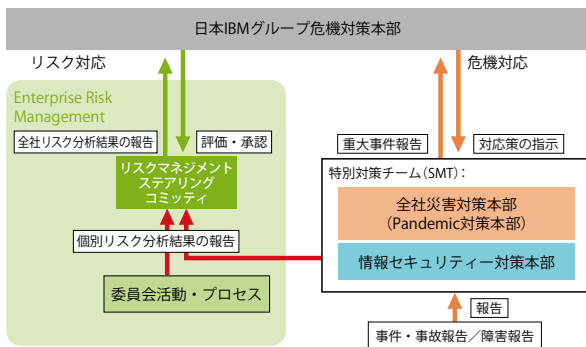 日本IBMグループ危機対策本部
リスク対応
危機対応
Enterprise Risk
Management
全社リスク分析結果の報告
評価・承認
重大事件報告
対応策の指示
リスクマネジメント
ステアリング
コミッティ
特別対策チーム(SMT):
全社災害対策本部
(Pandemic対策本部)
個別リスク分析結果の報告
情報セキュリティー対策本部
委員会活動・プロセス
報告
事件・事故報告／障害報告